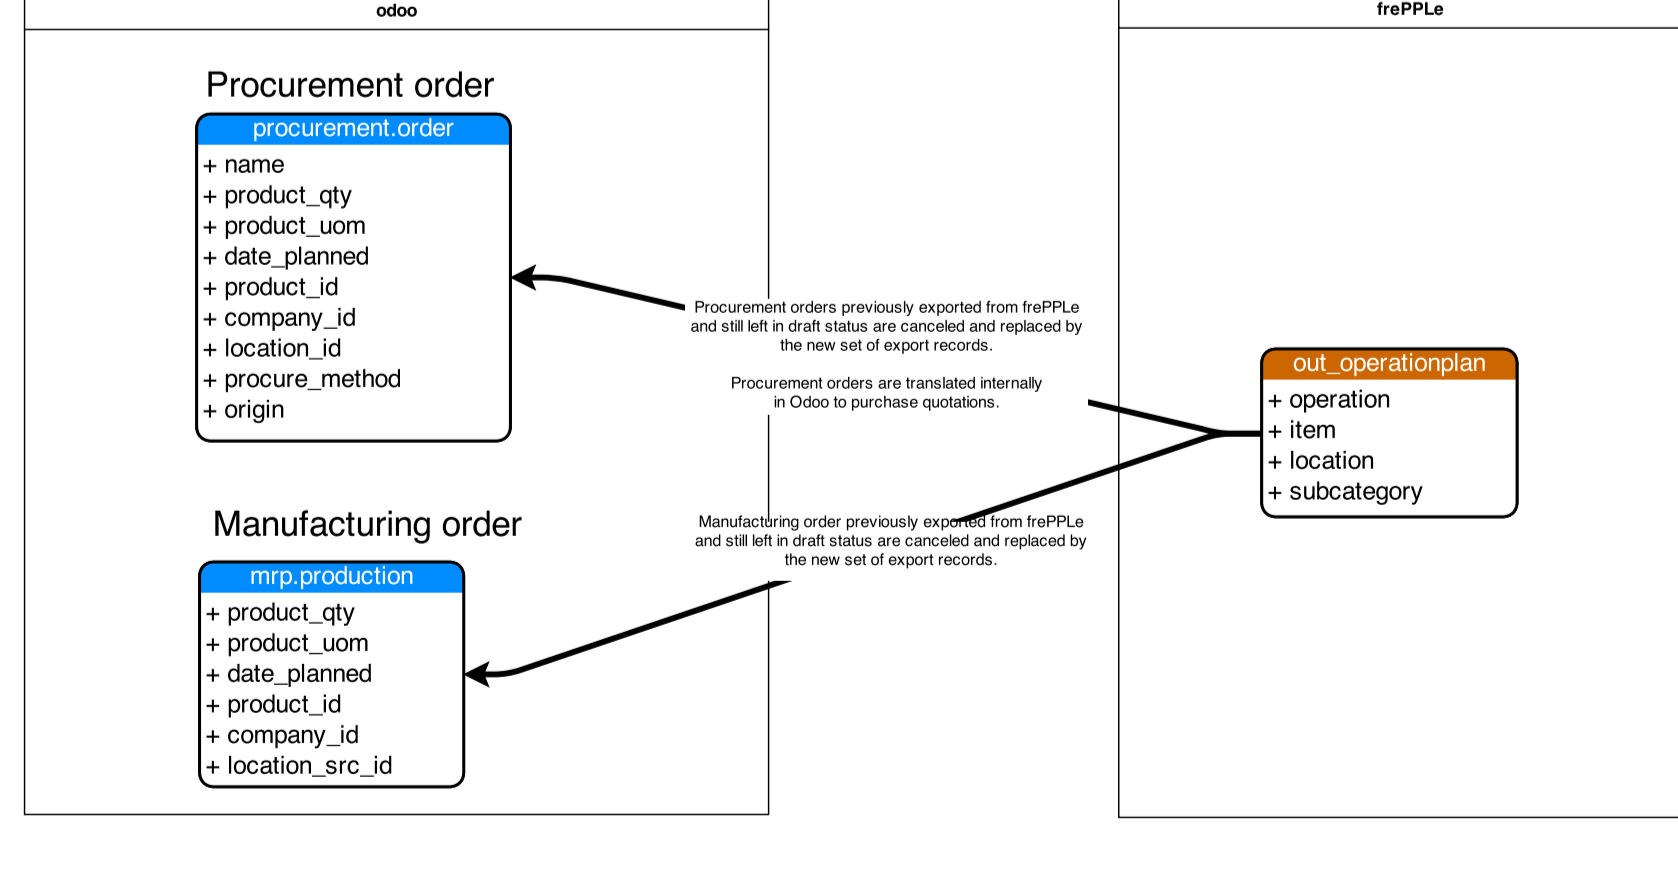 odoo
frePPLe
Procurement order
procurement.order
+ name
+ product_qty
+ product_uom
+ date_planned
+ product_id
+ company_id
+ location_id
+ procure_method
+ origin
Procurement orders previously exported from frePPLe
and still left in draft status are canceled and replaced by
the new set of export records.
Procurement orders are translated internally
in Odoo to purchase quotations.
out_operationplan
+ operation
+ item
+ location
+ subcategory
Manufacturing order
mrp.production
+ product_qty
+ product_uom
+ date_planned
+ product_id
+ company_id
+ location_src_id
Manufacturing order previously exported from frePPLe
and still left in draft status are canceled and replaced by
the new set of export records.